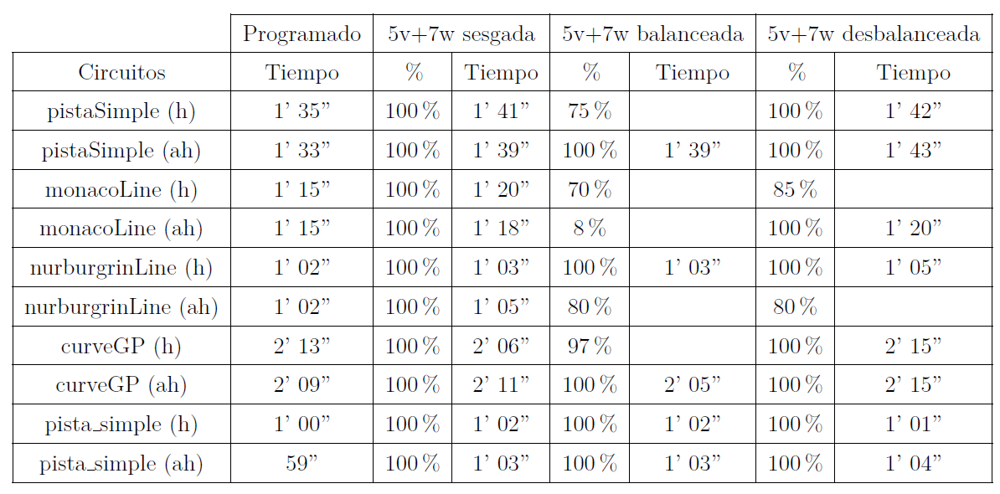 Programado 5v+7w sesgada 5v+7w balanceada 5v+7w desbalanceada
Circuitos Tiempo % Tiempo % Tiempo % Tiempo
pistaSimple (h) 1' 35" 100 % 1' 41" 75 % 100 % 1' 42"
pistaSimple (ah) 1' 33" 100 % 1' 39" 100 % 1' 39" 100 % 1' 43"
monacoLine (h) 1' 15" 100 % 1' 20" 70 % 85 %
monacoLine (ah) 1' 15" 100 % 1' 18" 8 % 100 % 1' 20"
nurburgrinLine (h) 1' 02" 100 % 1' 03" 100 % 1' 03" 100 % 1' 05"
nurburgrinLine (ah) 1' 02" 100 % 1' 05" 80 % 80 %
curveGP (h) 2' 13" 100 % 2' 06" 97 % 100 % 2' 15"
curveGP (ah) 2' 09" 100 % 2' 11" 100 % 2' 05" 100 % 2' 15"
pista_simple (h) 1' 00" 100 % 1' 02" 100 % 1' 02" 100 % 1' 01"
pista_simple (ah) 59" 100 % 1' 03" 100 % 1' 03" 100 % 1' 04"